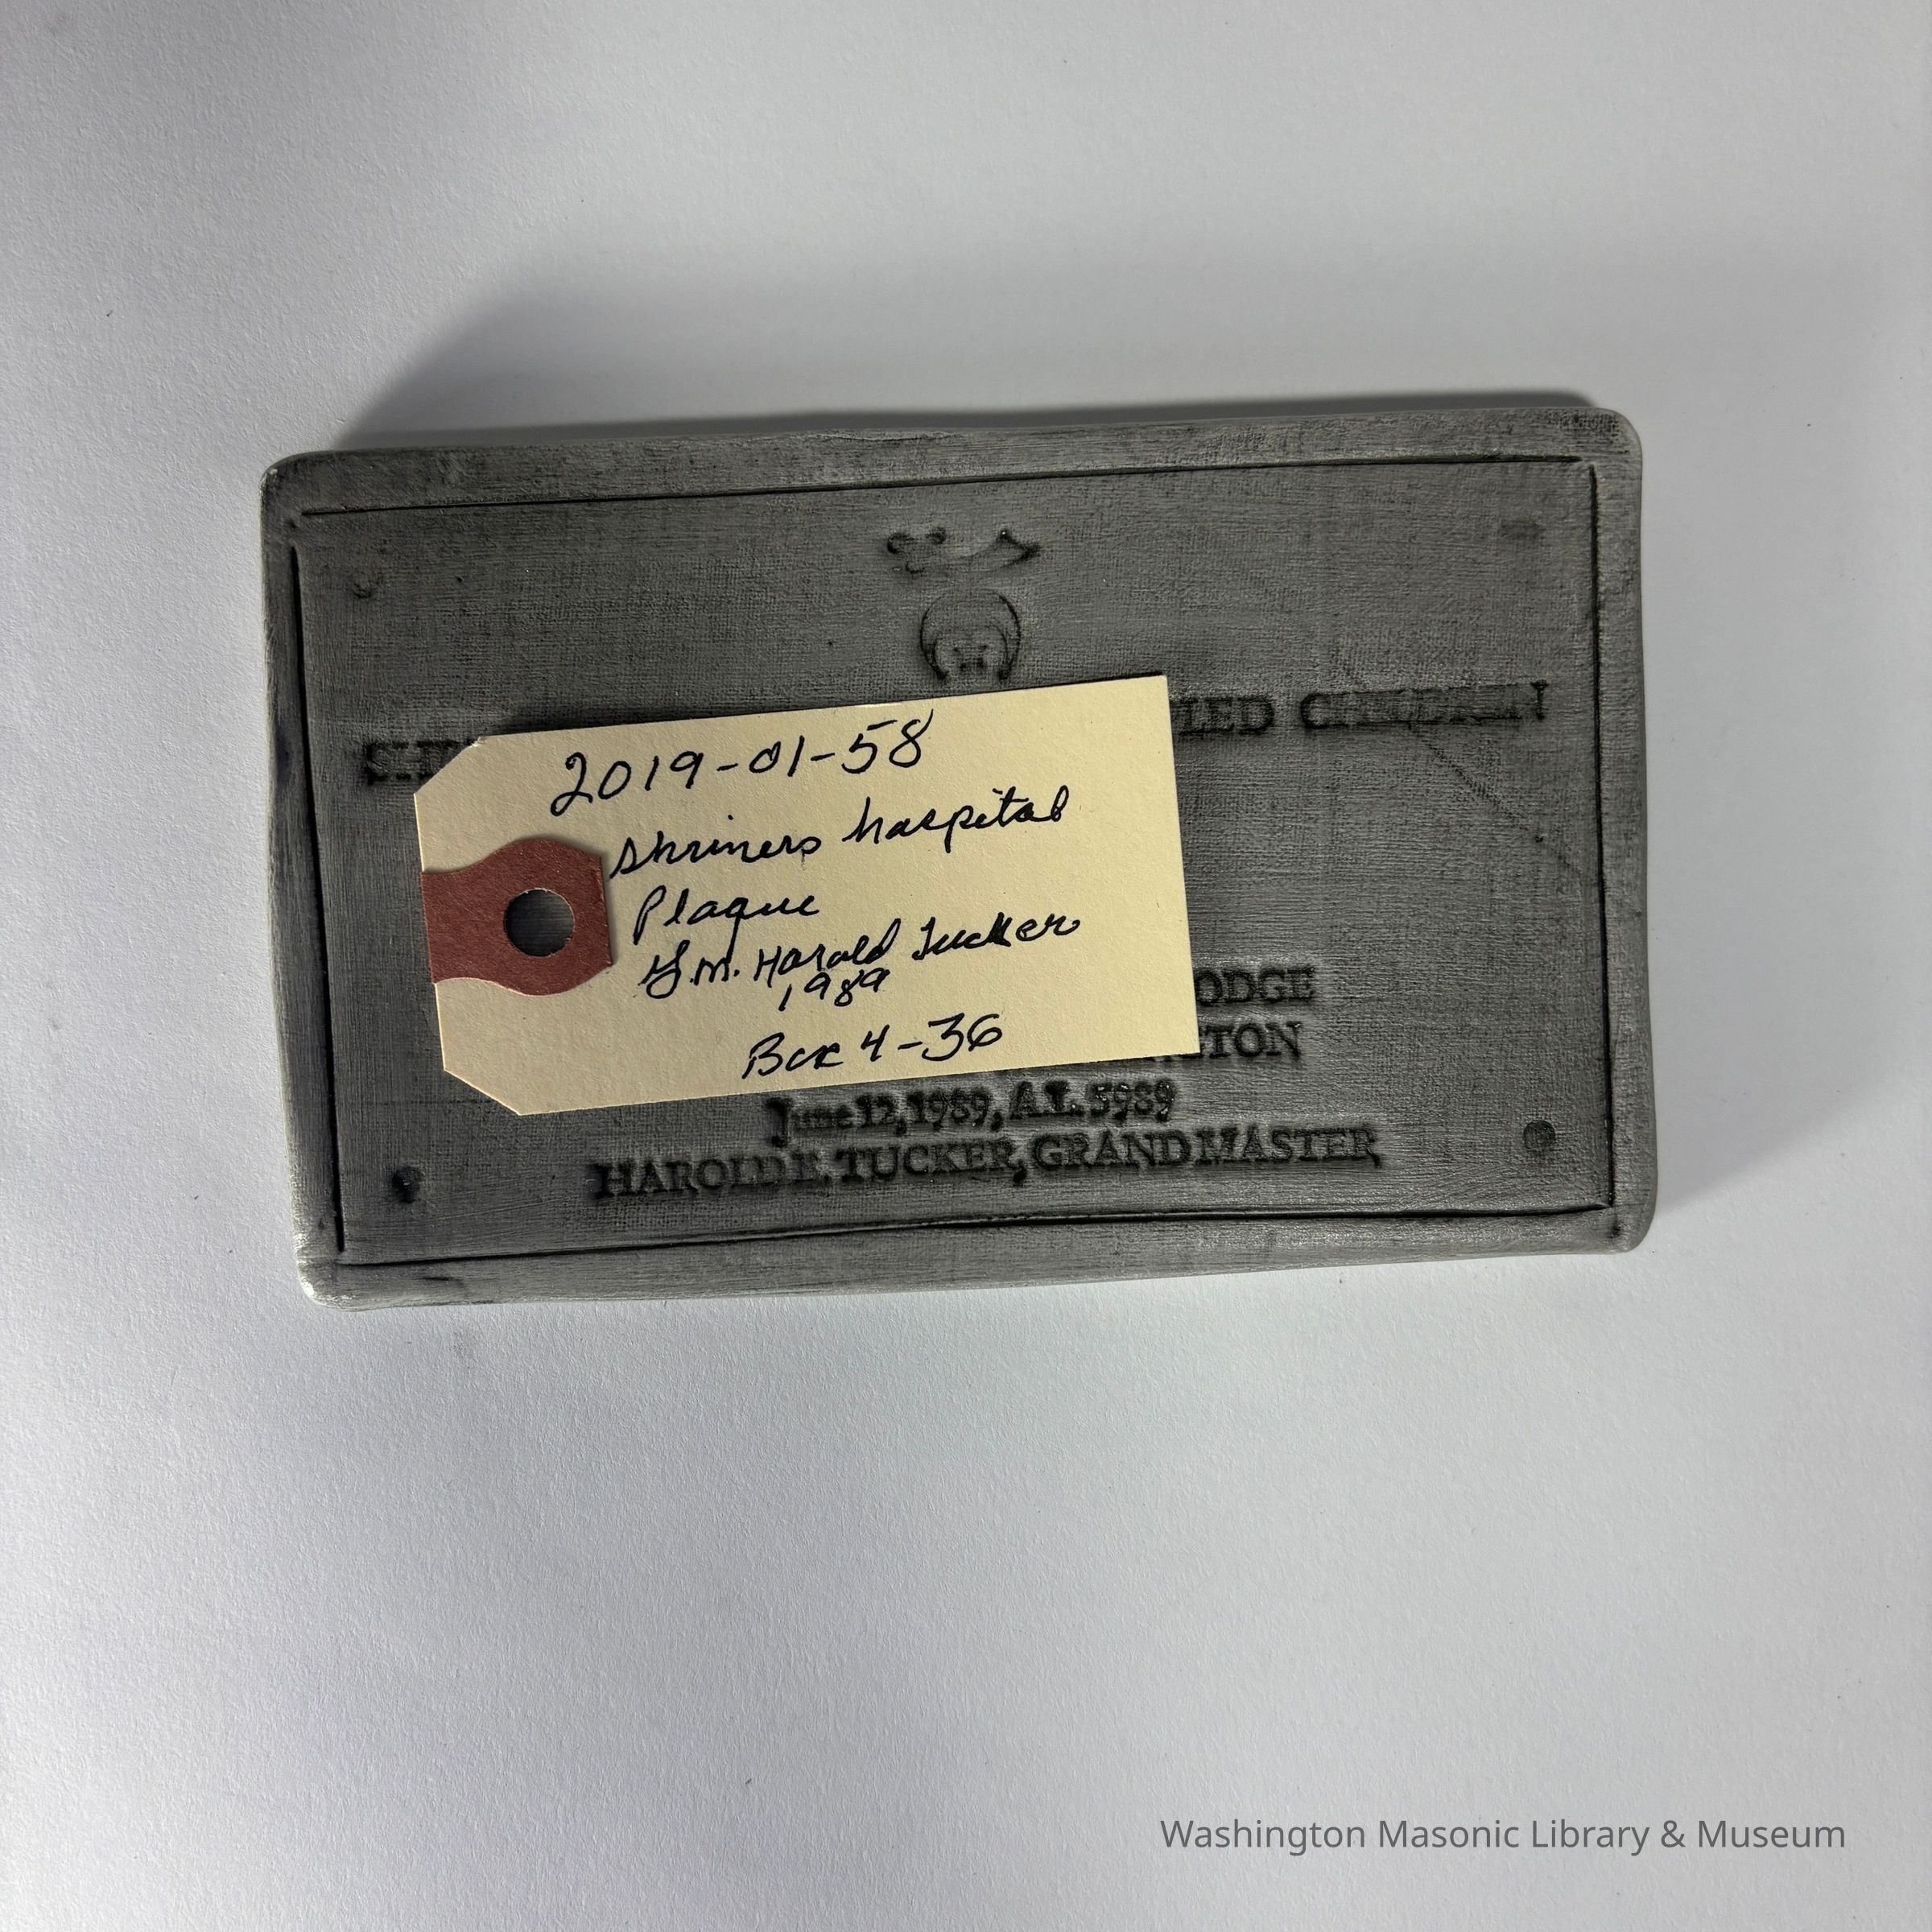 2019-01-58
Shriners hospital
Plaque
G.M. Harold Tucker
1989
Box 4-36
LED CHILDREN
ODGE
TON
June 12, 1989, A.L. 5989
HAROLD E. TUCKER, GRAND MASTER
Washington Masonic Library & Museum